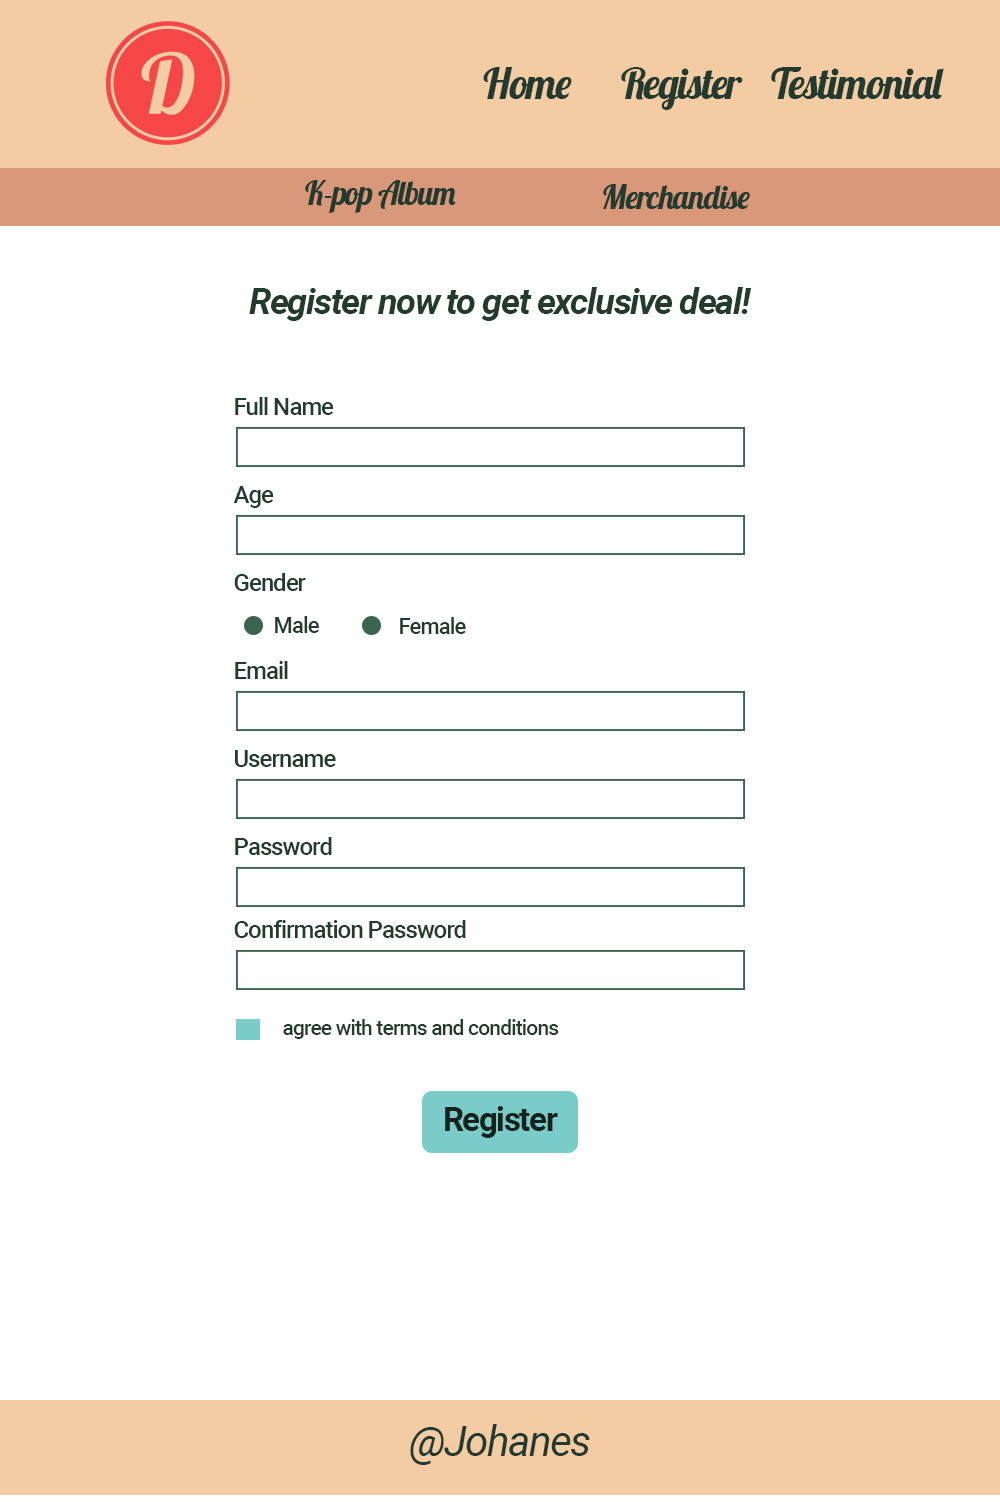 D
Home Register Testimonial
K-pop Album Merchandise
Register now to get exclusive deal!
Full Name
Age
Gender
Male Female
Email
Username
Password
Confirmation Password
agree with terms and conditions
Register
@Johanes